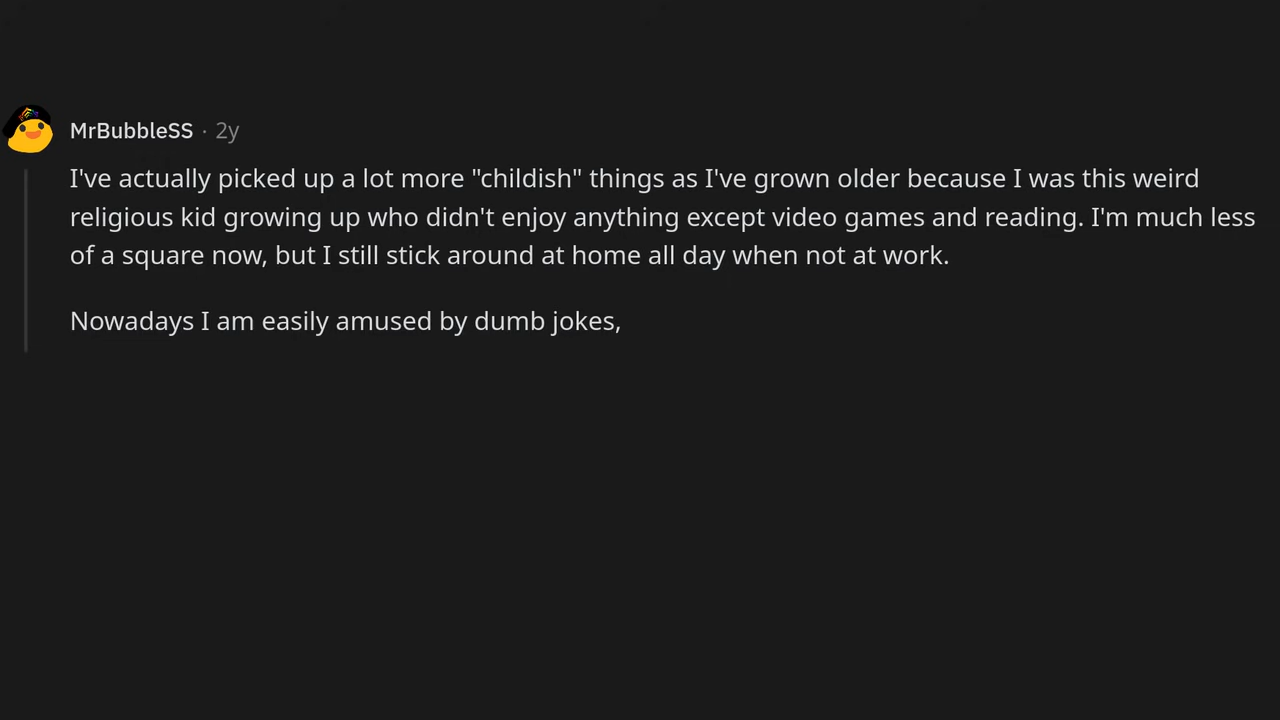 MrBubbleSS · 2y
I've actually picked up a lot more "childish" things as I've grown older because I was this weird
religious kid growing up who didn't enjoy anything except video games and reading. I'm much less
of a square now, but I still stick around at home all day when not at work.
Nowadays I am easily amused by dumb jokes,